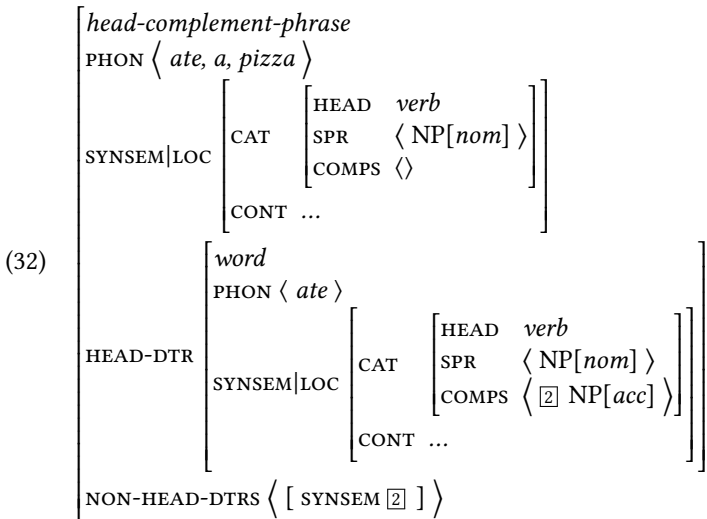 head-complement-phrase
PHON ⟨ ate, a, pizza ⟩
SYNSEM|LOC
CAT
HEAD verb
SPR ⟨ NP[nom] ⟩
COMPS ⟨⟩
CONT ...
(32)
HEAD-DTR
word
PHON ⟨ ate ⟩
SYNSEM|LOC
CAT
HEAD verb
SPR ⟨ NP[nom] ⟩
COMPS ⟨ 2 NP[acc] ⟩
CONT ...
NON-HEAD-DTRS ⟨ [ SYNSEM 2 ] ⟩